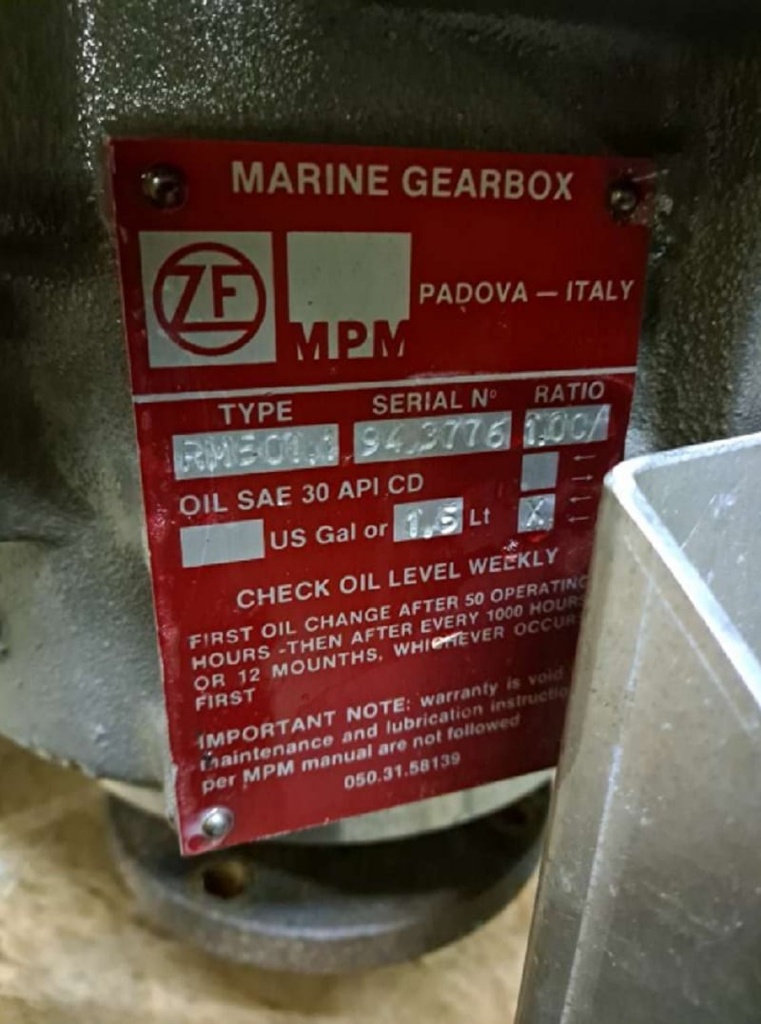 MARINE GEARBOX
ZF
MPM
PADOVA — ITALY
TYPE SERIAL Nº RATIO
94.3776
OIL SAE 30 API CD
US Gal or 1.5 Lt X
CHECK OIL LEVEL WEEKLY
FIRST OIL CHANGE AFTER 50 OPERATING
HOURS -THEN AFTER EVERY 1000 HOURS
OR 12 MOUNTHS, WHICHEVER OCCURS
FIRST
IMPORTANT NOTE: warranty is void
maintenance and lubrication
per MPM manual are not followed
050.31.58139